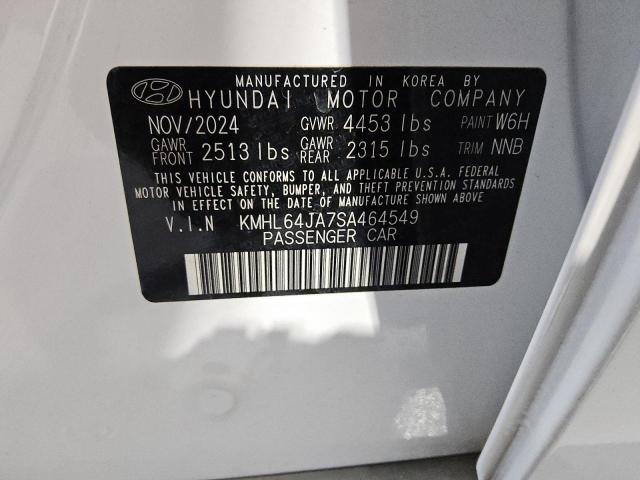 MANUFACTURED IN KOREA BY
HYUNDAI MOTOR COMPANY
NOV/2024 GVWR 4453 lbs PAINT W6H
GAWR FRONT 2513 lbs GAWR REAR 2315 lbs TRIM NNB
THIS VEHICLE CONFORMS TO ALL APPLICABLE U.S.A. FEDERAL
MOTOR VEHICLE SAFETY, BUMPER, AND THEFT PREVENTION STANDARDS
IN EFFECT ON THE DATE OF MANUFACTURE SHOWN ABOVE
V.I.N KMHL64JA7SA464549
PASSENGER CAR